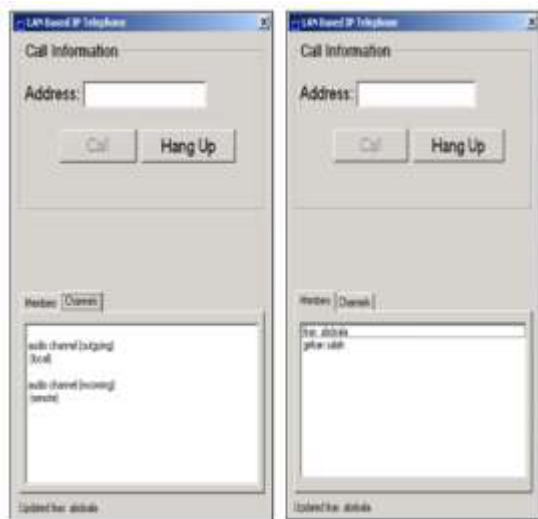 LAN Based IP Telephone
Call Information
Address:
Call
Hang Up
Members Channels
audio channel (outgoing)
(local)
audio channel (incoming)
(remote)
Updated
LAN Based IP Telephone
Call Information
Address:
Call
Hang Up
Members Channels
Updated